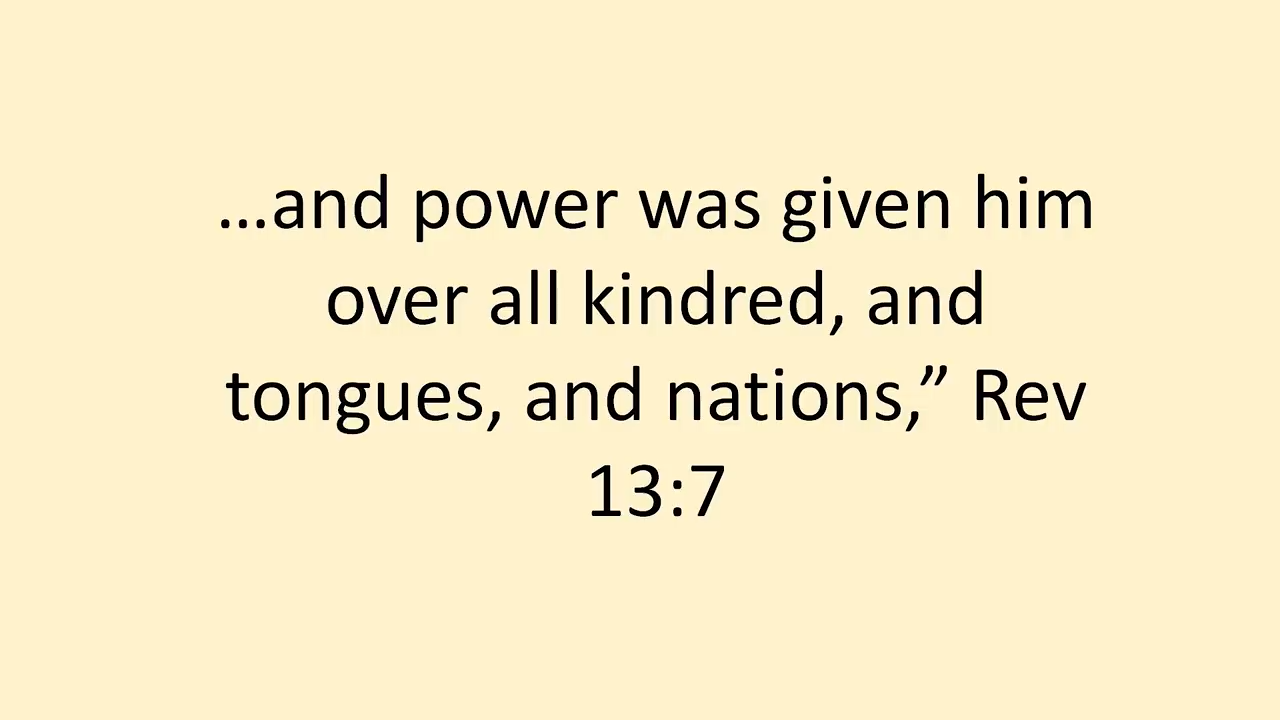 …and power was given him
over all kindred, and
tongues, and nations,” Rev
13:7